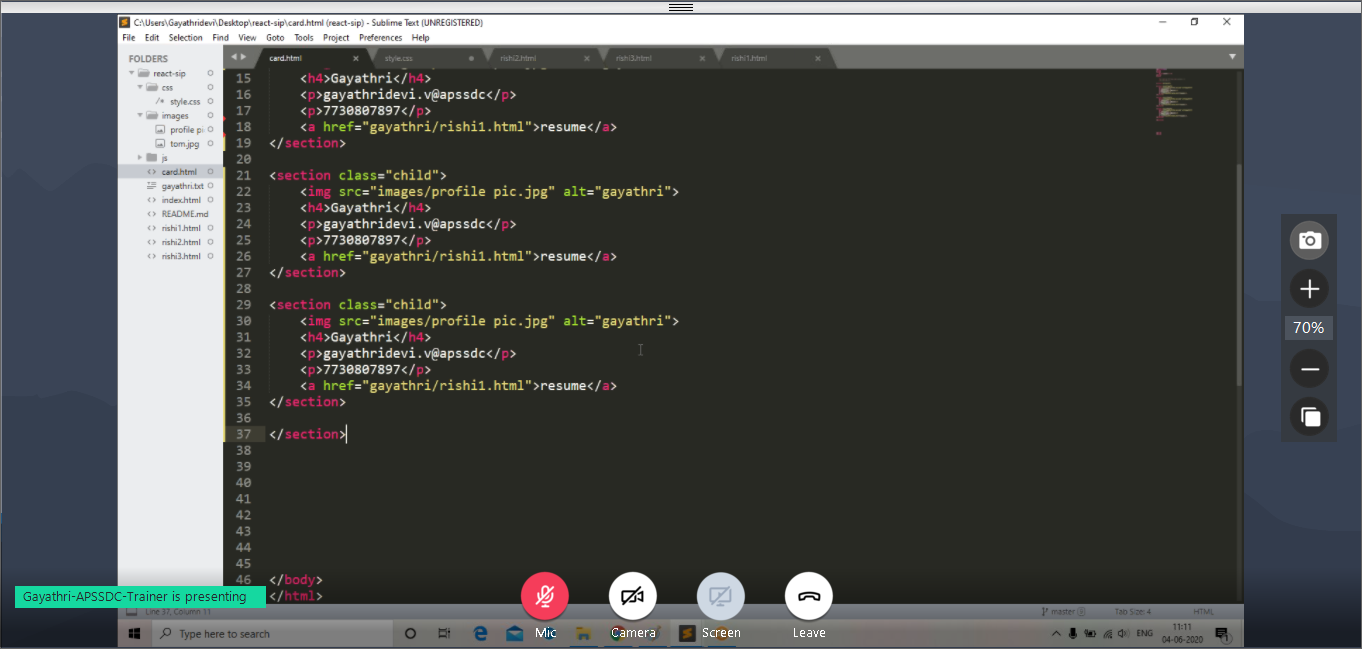 C:\Users\Gayathridevi\Desktop\react-sip\card.html (react-sip) - Sublime Text (UNREGISTERED)
File Edit Selection Find View Goto Tools Project Preferences Help
FOLDERS
react-sip
css
/* style.css
images
profile pi
tom.jpg
js
<> card.html
gayathri.txt
<> index.html
<> README.md
<> rishi1.html
<> rishi2.html
<> rishi3.html
card.html style.css rishi2.html rishi3.html rishi1.html
15 <h4>Gayathri</h4>
16 <p>gayathridevi.v@apssdc</p>
17 <p>7730807897</p>
18 <a href="gayathri/rishi1.html">resume</a>
19 </section>
20
21 <section class="child">
22 <img src="images/profile pic.jpg" alt="gayathri">
23 <h4>Gayathri</h4>
24 <p>gayathridevi.v@apssdc</p>
25 <p>7730807897</p>
26 <a href="gayathri/rishi1.html">resume</a>
27 </section>
28
29 <section class="child">
30 <img src="images/profile pic.jpg" alt="gayathri">
31 <h4>Gayathri</h4>
32 <p>gayathridevi.v@apssdc</p>
33 <p>7730807897</p>
34 <a href="gayathri/rishi1.html">resume</a>
35 </section>
36
37 </section>
38
39
40
41
42
43
44
45
46 </body>
</html>
70%
Gayathri-APSSDC-Trainer is presenting
Line 37, Column 11
master Tab Size: 4 HTML
Mic Camera Screen Leave
Type here to search
ENG
11:11
04-06-2020